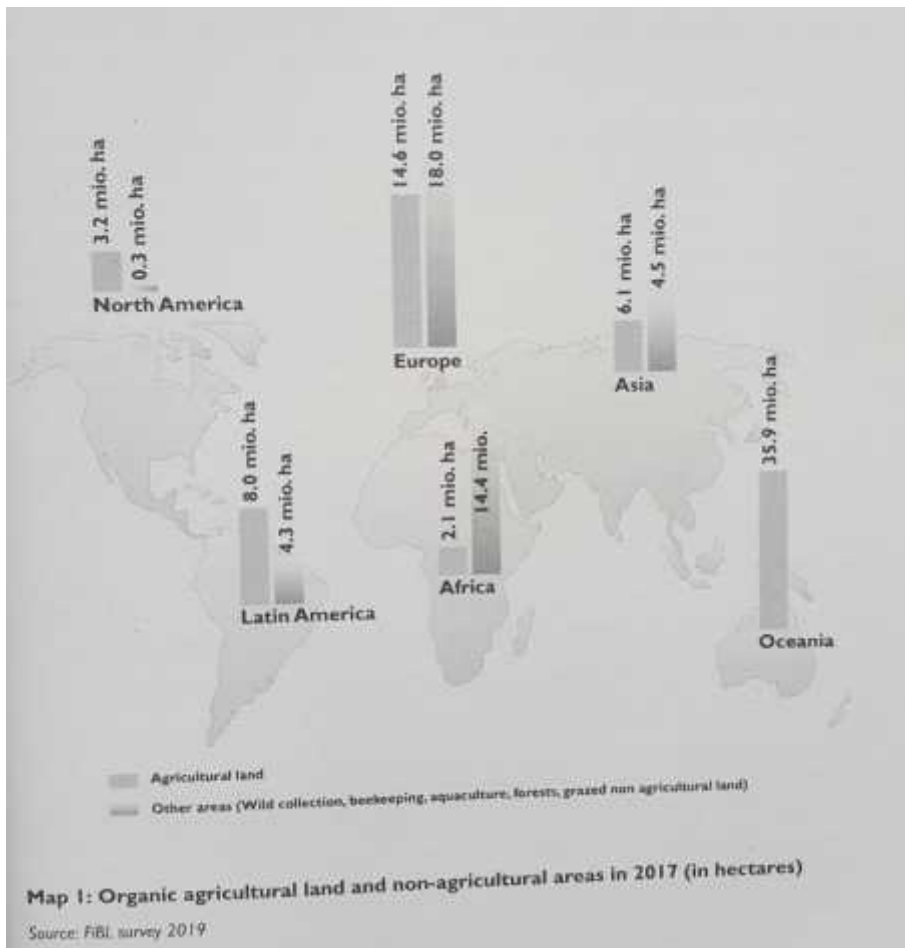 3.2 mio. ha
0.3 mio. ha
North America
14.6 mio. ha
18.0 mio. ha
Europe
6.1 mio. ha
4.5 mio. ha
Asia
8.0 mio. ha
4.3 mio. ha
Latin America
2.1 mio. ha
14.4 mio.
Africa
35.9 mio. ha
Oceania
Agricultural land
Other areas (Wild collection, beekeeping, aquaculture, forests, grazed non agricultural land)
Map 1: Organic agricultural land and non-agricultural areas in 2017 (in hectares)
Source: FiBL survey 2019